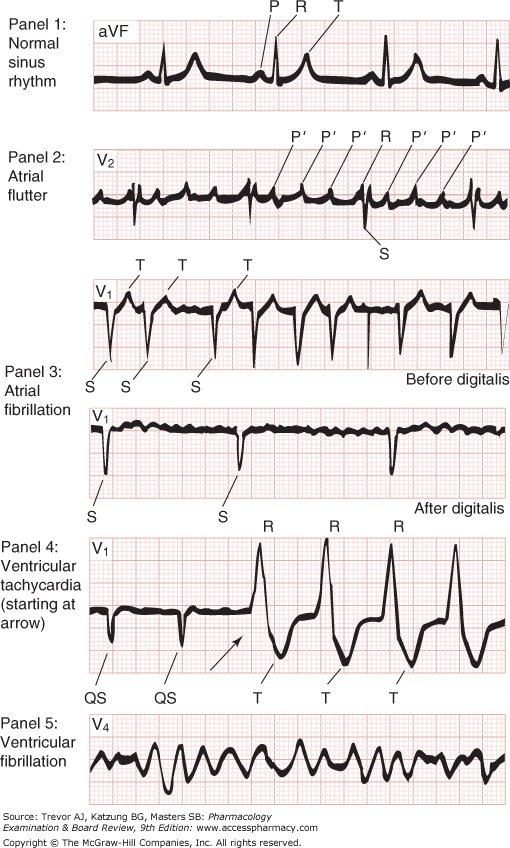 Panel 1:
Normal
sinus
rhythm
aVF
P R T
Panel 2:
Atrial
flutter
V2
P′ P′ P′ R P′ P′ P′
S
Panel 3:
Atrial
fibrillation
T T T
V1
S S S
Before digitalis
V1
S S
After digitalis
Panel 4:
Ventricular
tachycardia
(starting at
arrow)
V1
R R R
QS QS T T T
Panel 5:
Ventricular
fibrillation
V4
Source: Trevor AJ, Katzung BG, Masters SB: Pharmacology
Examination & Board Review, 9th Edition: www.accesspharmacy.com
Copyright © The McGraw-Hill Companies, Inc. All rights reserved.